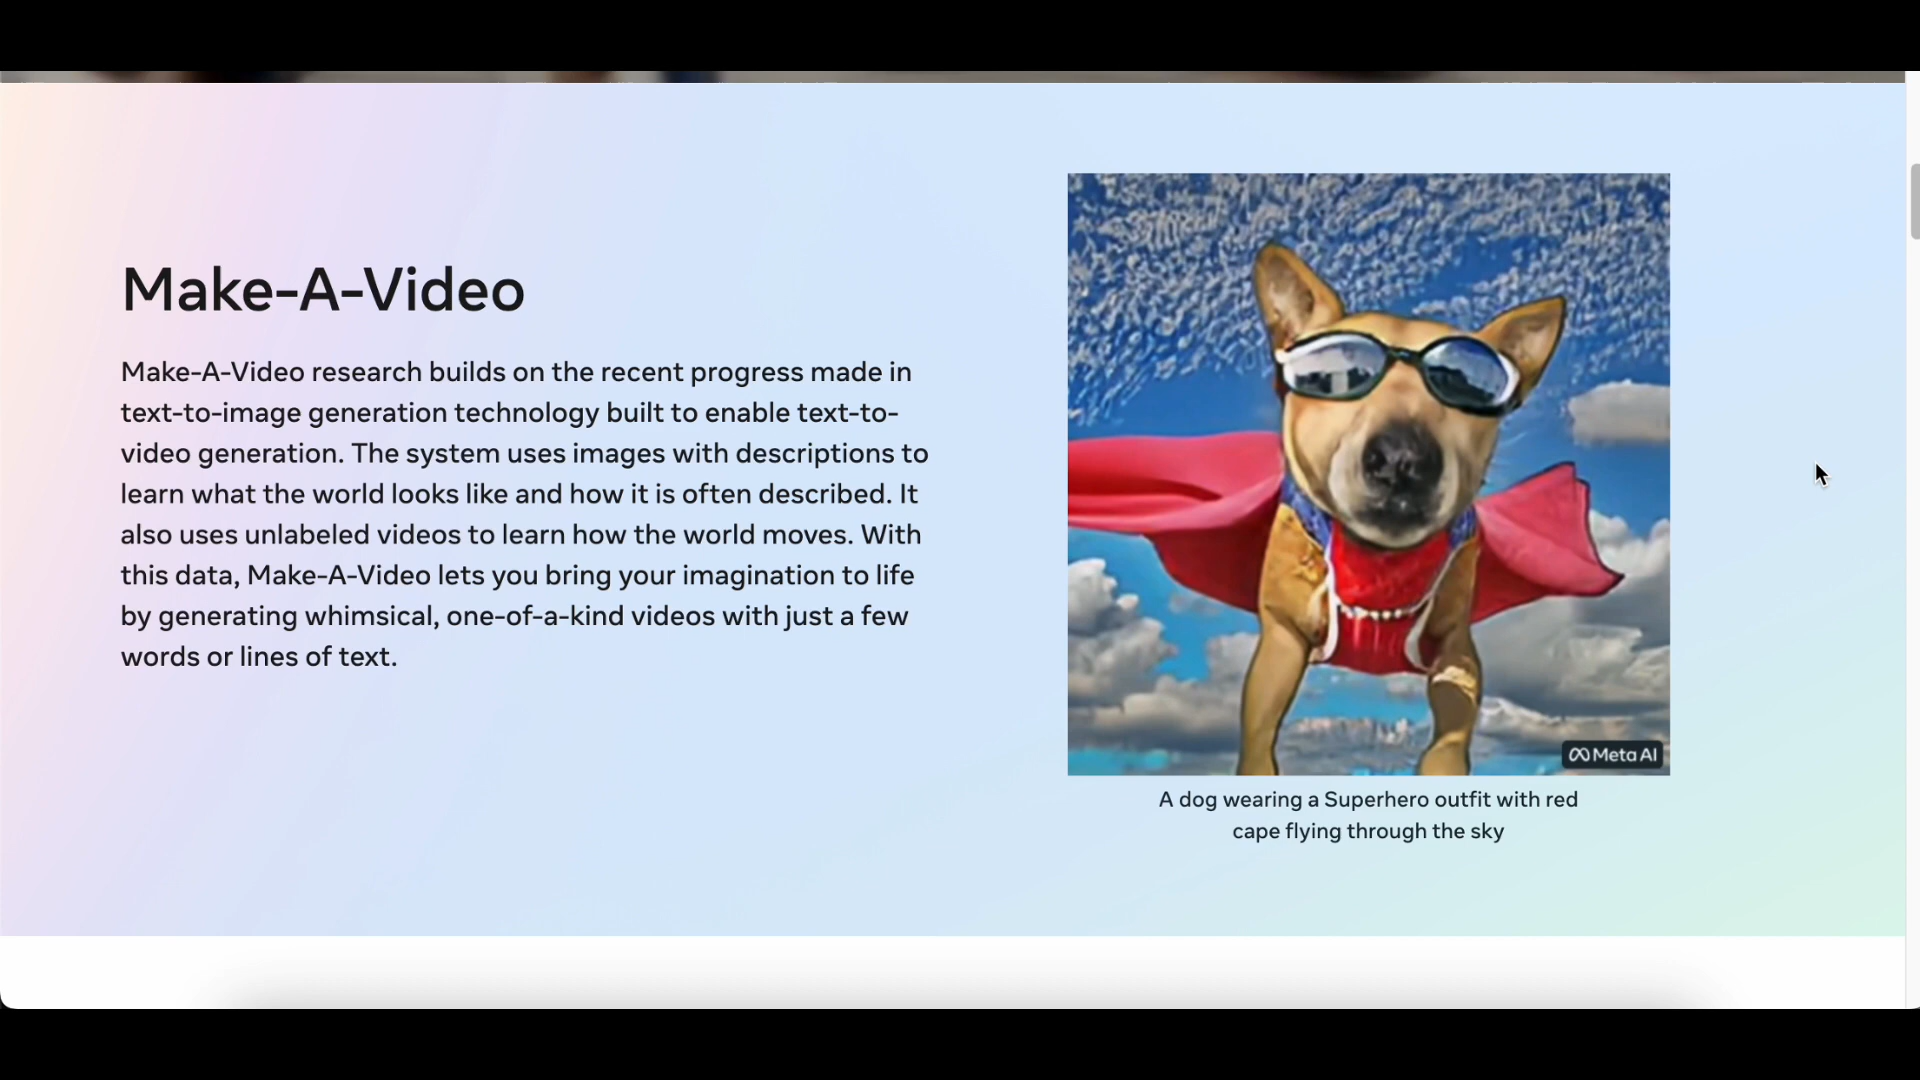 Make-A-Video
Make-A-Video research builds on the recent progress made in
text-to-image generation technology built to enable text-to-
video generation. The system uses images with descriptions to
learn what the world looks like and how it is often described. It
also uses unlabeled videos to learn how the world moves. With
this data, Make-A-Video lets you bring your imagination to life
by generating whimsical, one-of-a-kind videos with just a few
words or lines of text.
Meta AI
A dog wearing a Superhero outfit with red
cape flying through the sky